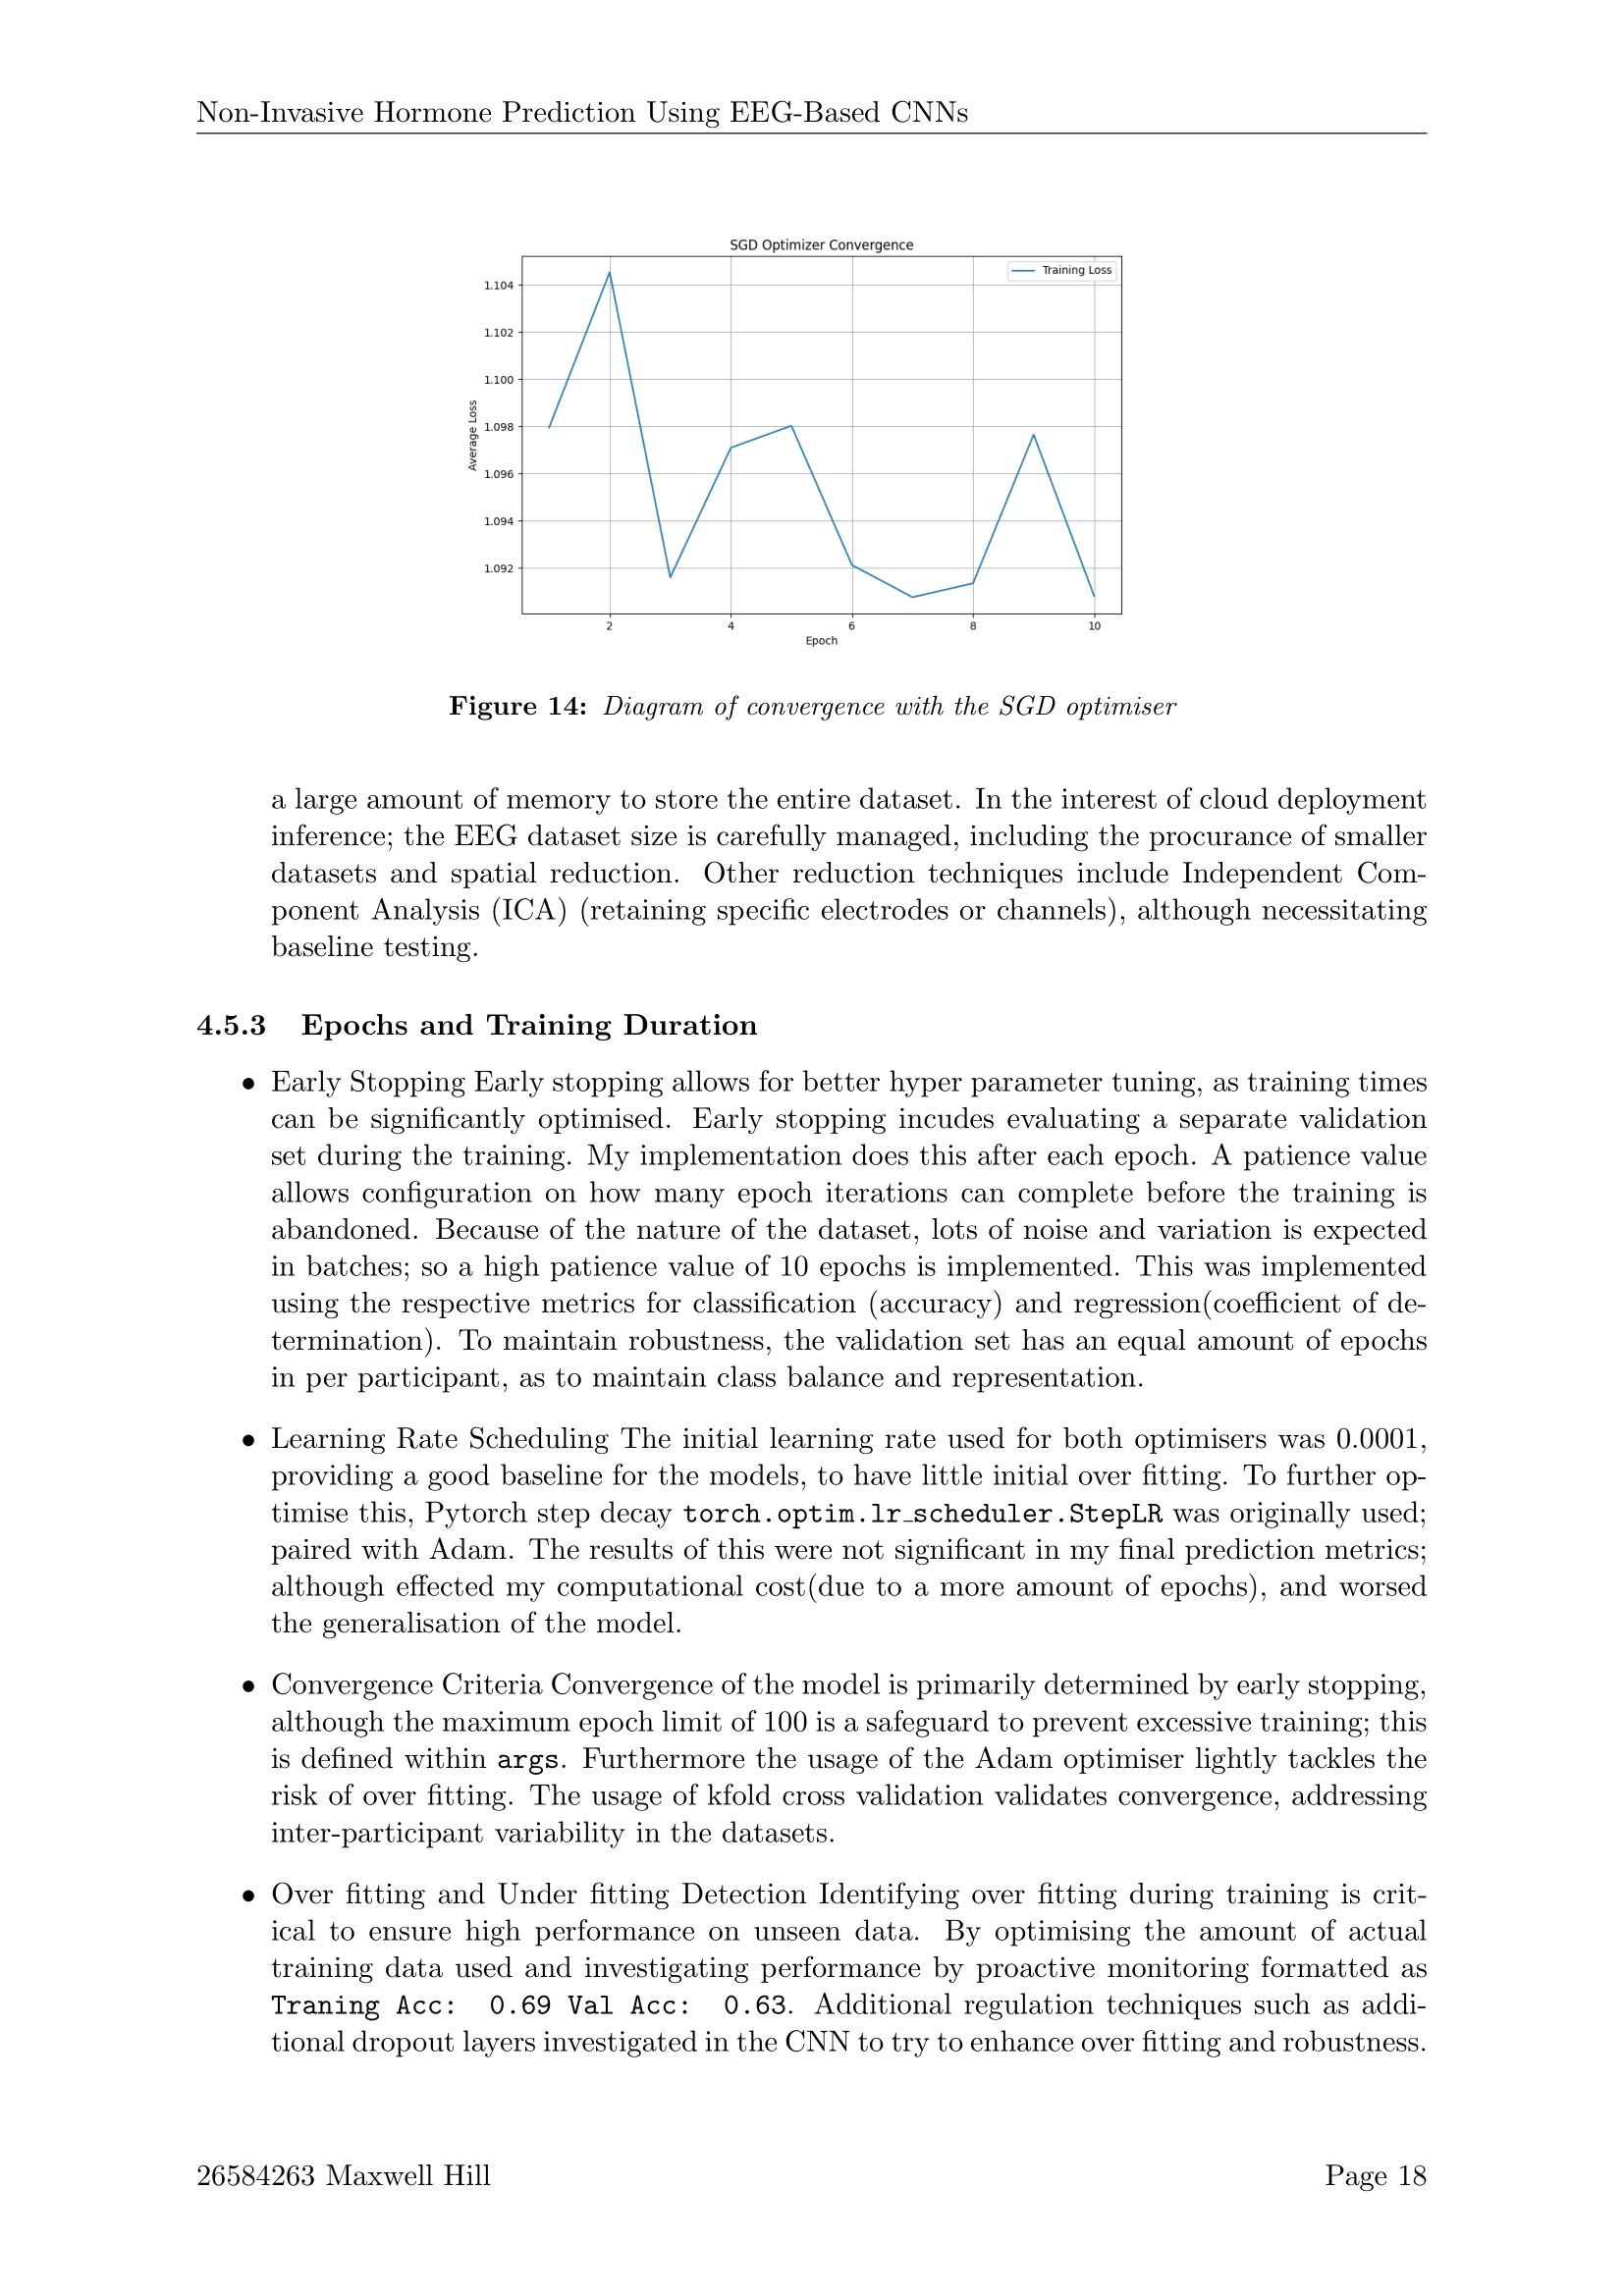 Non-Invasive Hormone Prediction Using EEG-Based CNNs
SGD Optimizer Convergence
Training Loss
1.104
1.102
1.100
1.098
1.096
1.094
1.092
Average Loss
2 4 6 8 10
Epoch
Figure 14: Diagram of convergence with the SGD optimiser
a large amount of memory to store the entire dataset. In the interest of cloud deployment
inference; the EEG dataset size is carefully managed, including the procurance of smaller
datasets and spatial reduction. Other reduction techniques include Independent Com-
ponent Analysis (ICA) (retaining specific electrodes or channels), although necessitating
baseline testing.
4.5.3 Epochs and Training Duration
• Early Stopping Early stopping allows for better hyper parameter tuning, as training times
can be significantly optimised. Early stopping incudes evaluating a separate validation
set during the training. My implementation does this after each epoch. A patience value
allows configuration on how many epoch iterations can complete before the training is
abandoned. Because of the nature of the dataset, lots of noise and variation is expected
in batches; so a high patience value of 10 epochs is implemented. This was implemented
using the respective metrics for classification (accuracy) and regression(coefficient of de-
termination). To maintain robustness, the validation set has an equal amount of epochs
in per participant, as to maintain class balance and representation.
• Learning Rate Scheduling The initial learning rate used for both optimisers was 0.0001,
providing a good baseline for the models, to have little initial over fitting. To further op-
timise this, Pytorch step decay torch.optim.lr_scheduler.StepLR was originally used;
paired with Adam. The results of this were not significant in my final prediction metrics;
although effected my computational cost(due to a more amount of epochs), and worsed
the generalisation of the model.
• Convergence Criteria Convergence of the model is primarily determined by early stopping,
although the maximum epoch limit of 100 is a safeguard to prevent excessive training; this
is defined within args. Furthermore the usage of the Adam optimiser lightly tackles the
risk of over fitting. The usage of kfold cross validation validates convergence, addressing
inter-participant variability in the datasets.
• Over fitting and Under fitting Detection Identifying over fitting during training is crit-
ical to ensure high performance on unseen data. By optimising the amount of actual
training data used and investigating performance by proactive monitoring formatted as
Traning Acc: 0.69 Val Acc: 0.63. Additional regulation techniques such as addi-
tional dropout layers investigated in the CNN to try to enhance over fitting and robustness.
26584263 Maxwell Hill
Page 18